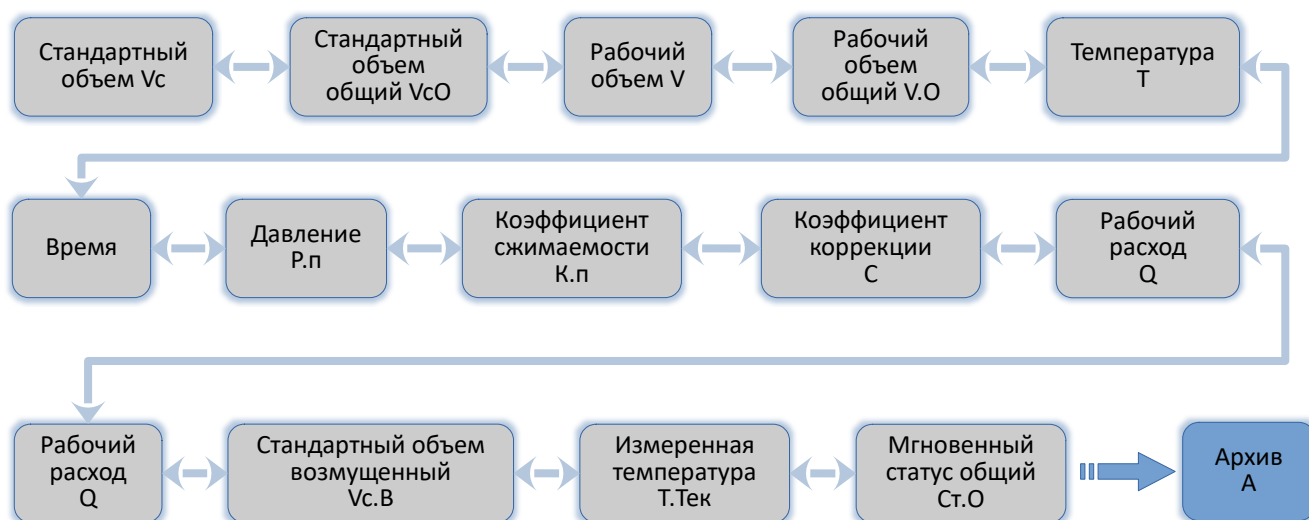 Стандартный
объем Vc
Стандартный
объем
общий VcО
Рабочий
объем V
Рабочий
объем
общий V.О
Температура
Т
Время
Давление
Р.п
Коэффициент
сжимаемости
К.п
Коэффициент
коррекции
С
Рабочий
расход
Q
Рабочий
расход
Q
Стандартный объем
возмущенный
Vc.В
Измеренная
температура
Т.Тек
Мгновенный
статус общий
Ст.О
Архив
А